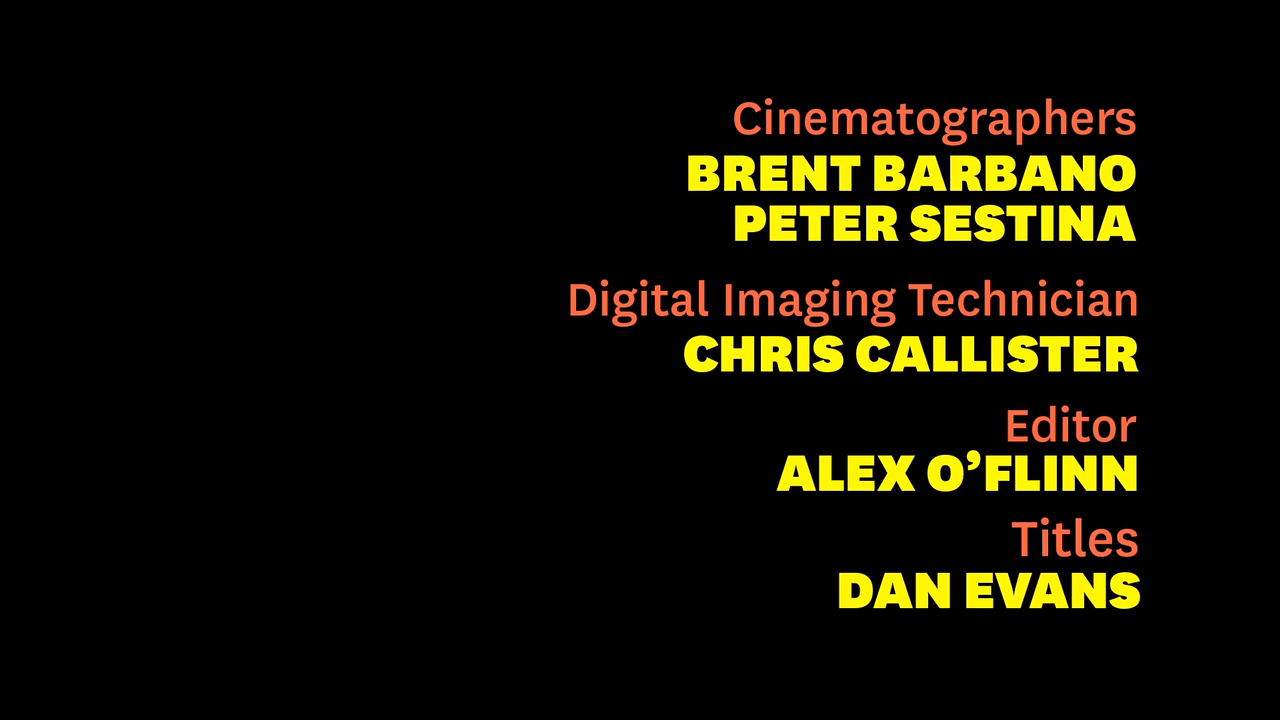 Cinematographers
BRENT BARBANO
PETER SESTINA
Digital Imaging Technician
CHRIS CALLISTER
Editor
ALEX O’FLINN
Titles
DAN EVANS